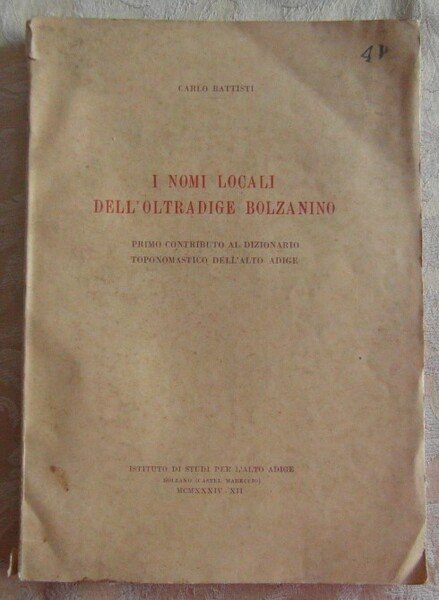 41
CARLO BATTISTI
I NOMI LOCALI
DELL'OLTRADIGE BOLZANINO
PRIMO CONTRIBUTO AL DIZIONARIO
TOPONOMASTICO DELL'ALTO ADIGE
ISTITUTO DI STUDI PER L'ALTO ADIGE
BOLZANO (CASTEL MARECCIO)
MCMXXXIV - XII